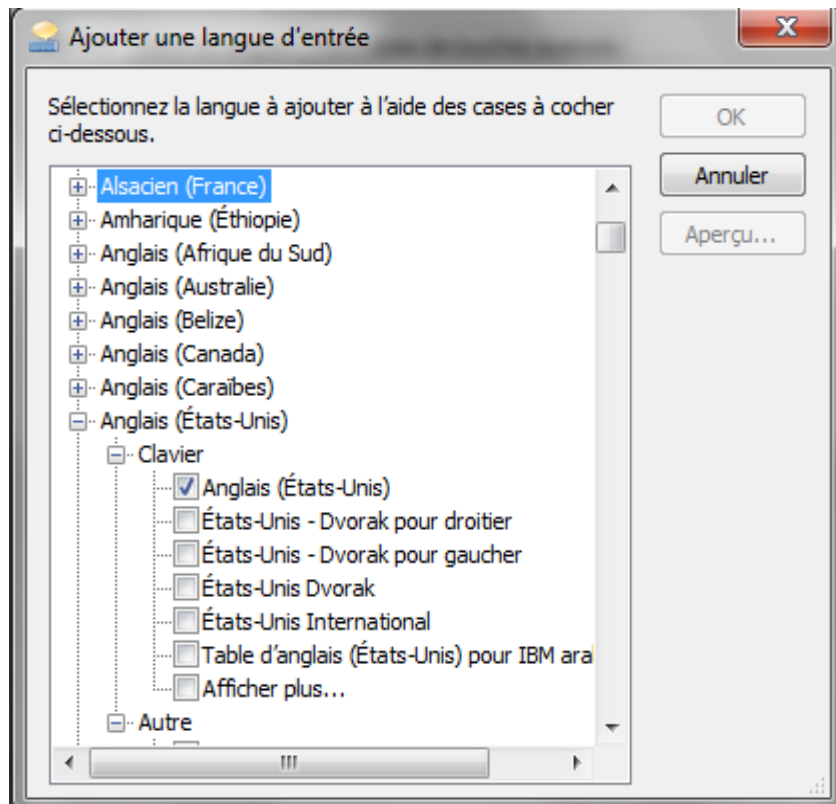 Ajouter une langue d'entrée
Sélectionnez la langue à ajouter à l'aide des cases à cocher
ci-dessous.
OK
Annuler
Aperçu...
Alsacien (France)
Amharique (Éthiopie)
Anglais (Afrique du Sud)
Anglais (Australie)
Anglais (Belize)
Anglais (Canada)
Anglais (Caraïbes)
Anglais (États-Unis)
Clavier
Anglais (États-Unis)
États-Unis - Dvorak pour droitier
États-Unis - Dvorak pour gaucher
États-Unis Dvorak
États-Unis International
Table d'anglais (États-Unis) pour IBM aral
Afficher plus...
Autre